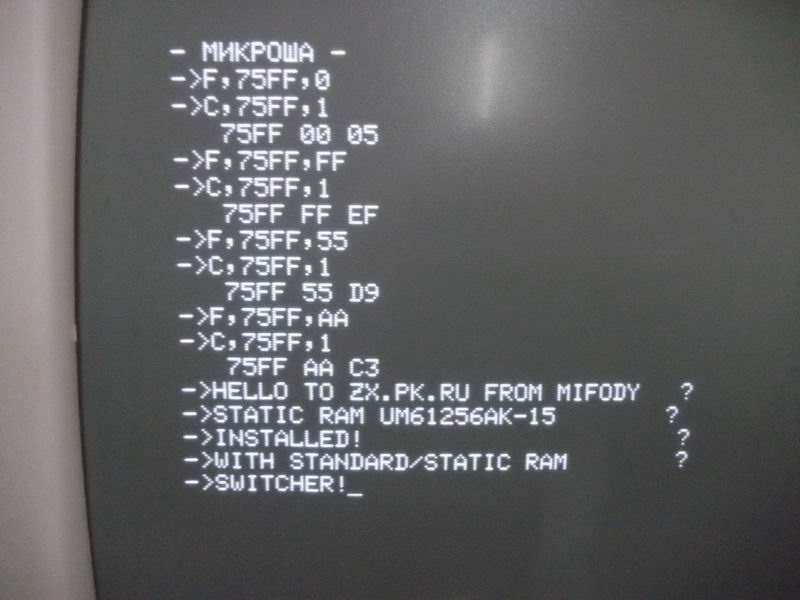 - МИКРОША -
->F,75FF,0
->C,75FF,1
75FF 00 05
->F,75FF,FF
->C,75FF,1
75FF FF EF
->F,75FF,55
->C,75FF,1
75FF 55 D9
->F,75FF,AA
->C,75FF,1
75FF AA C3
->HELLO TO ZX.PK.RU FROM MIFODY ?
->STATIC RAM UM61256AK-15 ?
->INSTALLED! ?
->WITH STANDARD/STATIC RAM ?
->SWITCHER!_